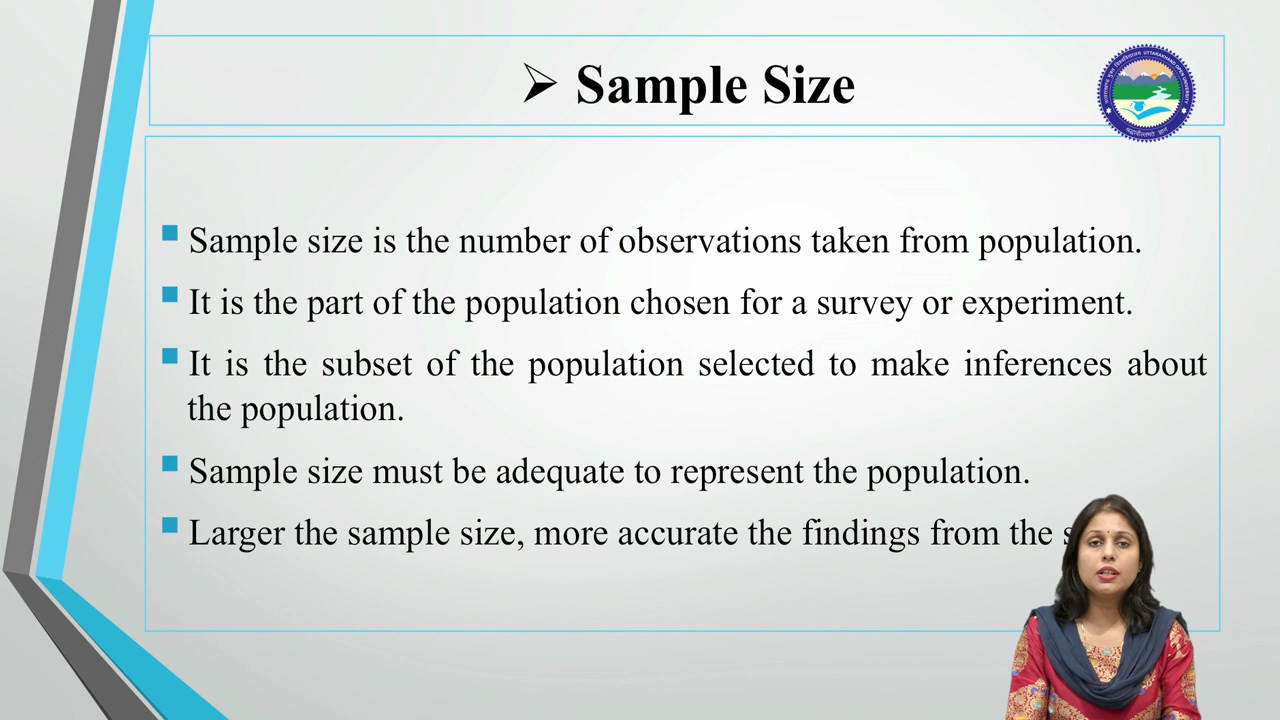 ➢ Sample Size
▪ Sample size is the number of observations taken from population.
▪ It is the part of the population chosen for a survey or experiment.
▪ It is the subset of the population selected to make inferences about
the population.
▪ Sample size must be adequate to represent the population.
▪ Larger the sample size, more accurate the findings from the